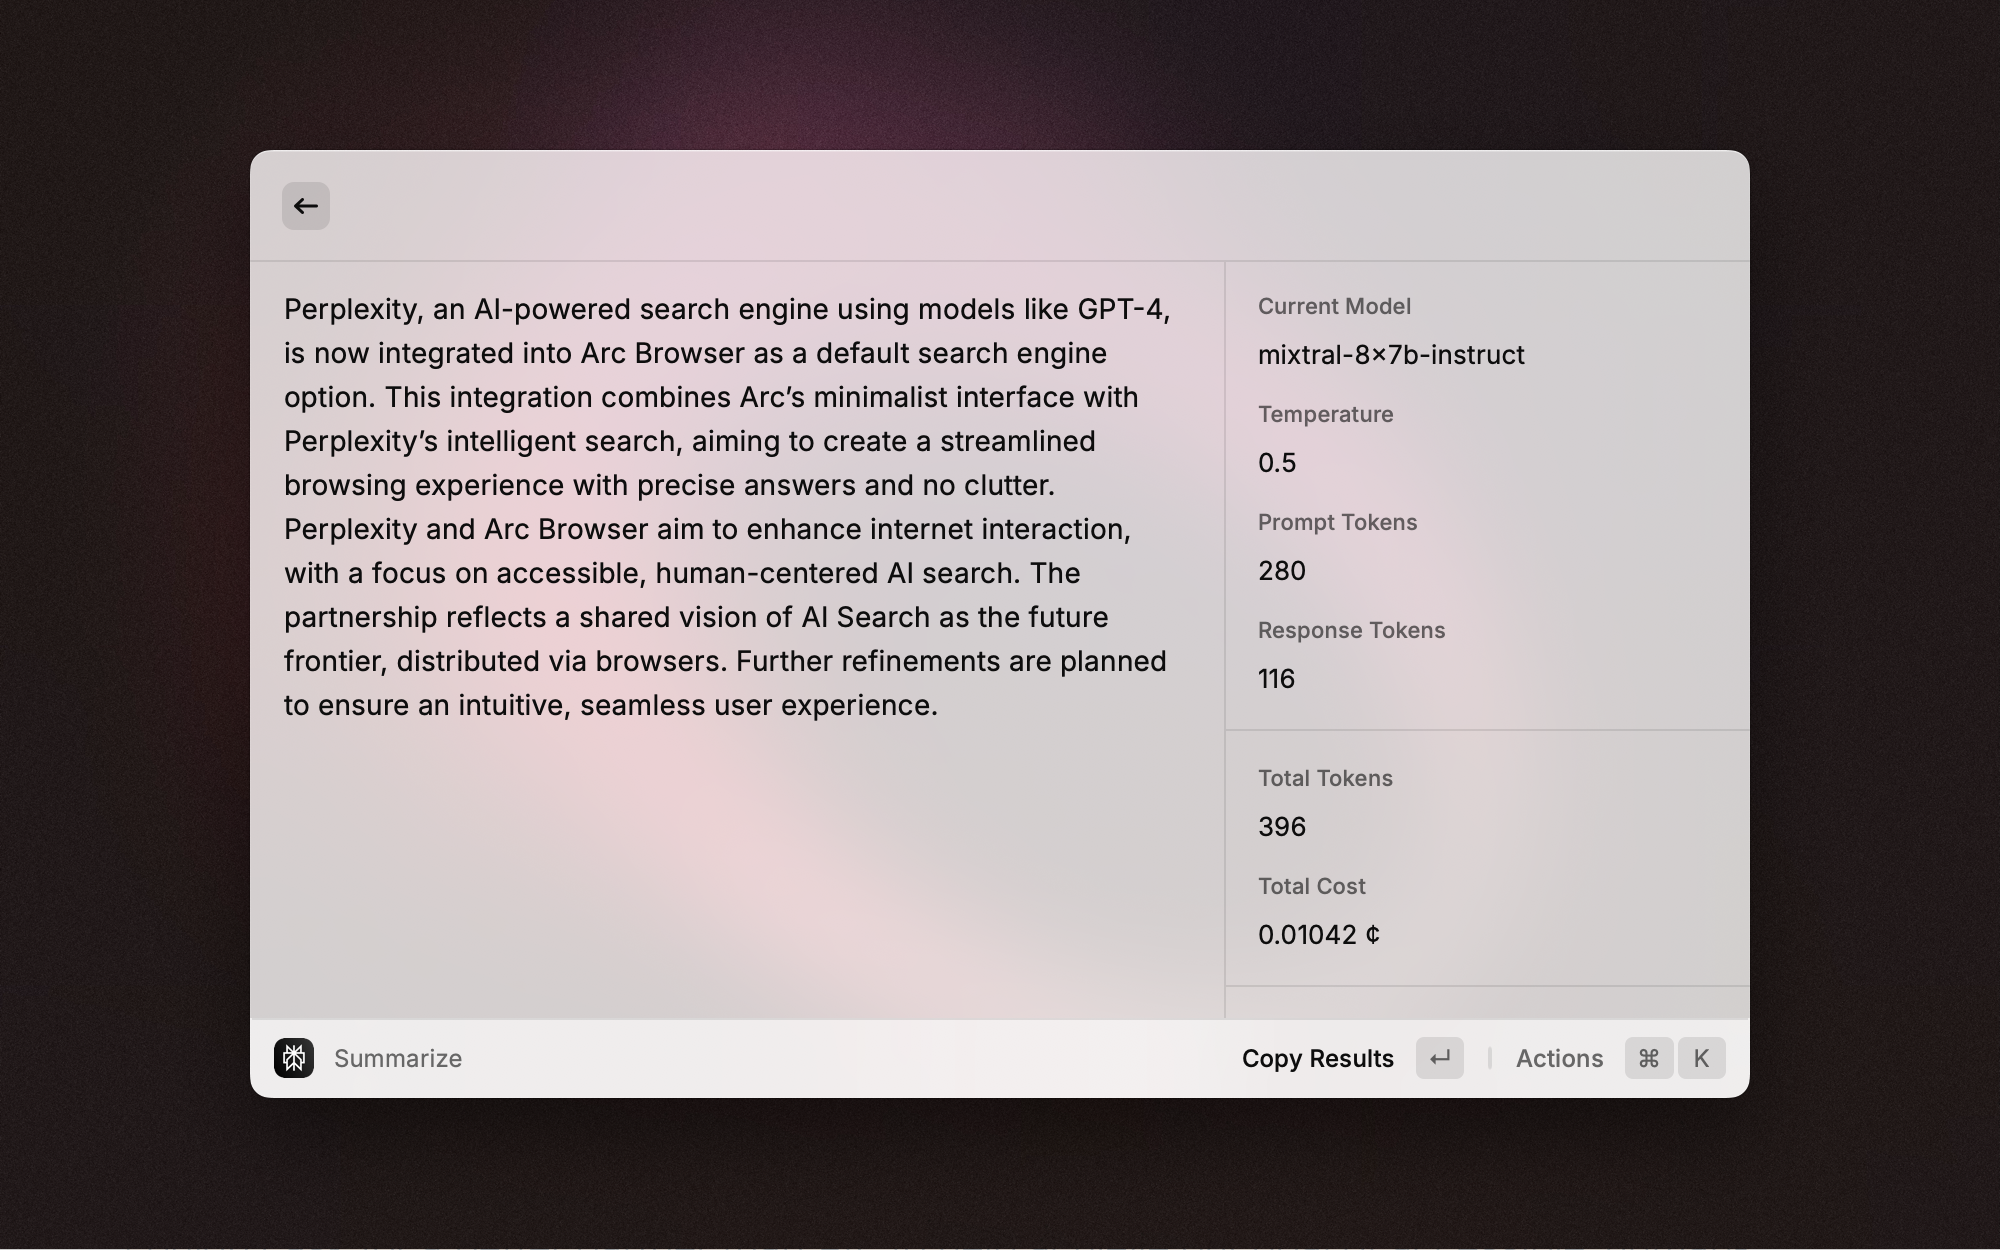 Perplexity, an AI-powered search engine using models like GPT-4,
is now integrated into Arc Browser as a default search engine
option. This integration combines Arc’s minimalist interface with
Perplexity’s intelligent search, aiming to create a streamlined
browsing experience with precise answers and no clutter.
Perplexity and Arc Browser aim to enhance internet interaction,
with a focus on accessible, human-centered AI search. The
partnership reflects a shared vision of AI Search as the future
frontier, distributed via browsers. Further refinements are planned
to ensure an intuitive, seamless user experience.
Current Model
mixtral-8×7b-instruct
Temperature
0.5
Prompt Tokens
280
Response Tokens
116
Total Tokens
396
Total Cost
0.01042 ¢
Summarize
Copy Results ↵ Actions ⌘ K